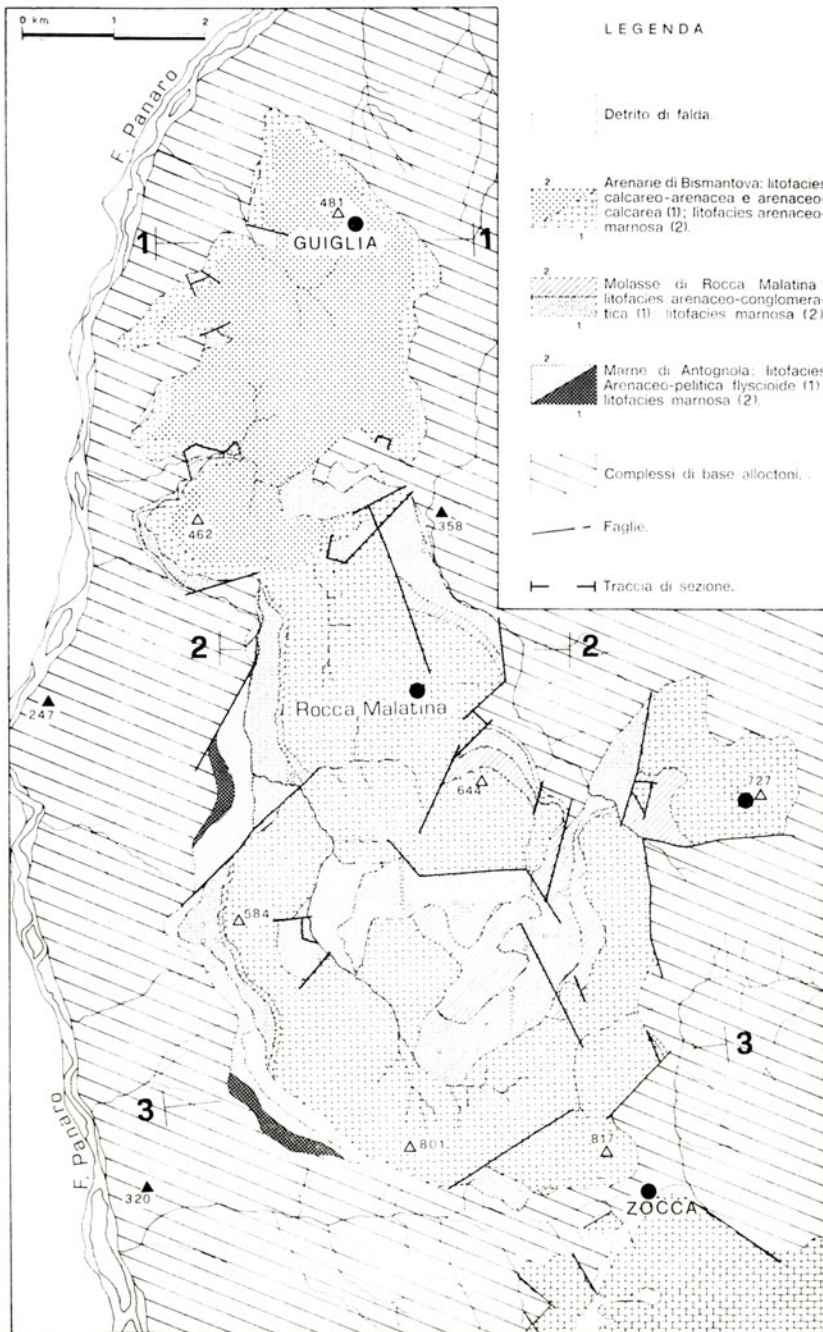 0 km. 1 2
F. Panaro
481
GUIGLIA
1 1
462
358
2 2
247
Rocca Malatina
644
727
584
3
3
F. Panaro
801
817
320
ZOCCA
LEGENDA
Detrito di falda.
2
Arenarie di Bismantova: litofacies
calcareo-arenacea e arenaceo-
calcarea (1); litofacies arenaceo-
marnosa (2).
1
2
Molasse di Rocca Malatina
litofacies arenaceo-conglomera-
tica (1); litofacies marnosa (2)
1
2
Marne di Antognola: litofacies
Arenaceo-pelitica flyscioide (1)
litofacies marnosa (2).
1
Complessi di base alloctoni.
Faglie.
Traccia di sezione.